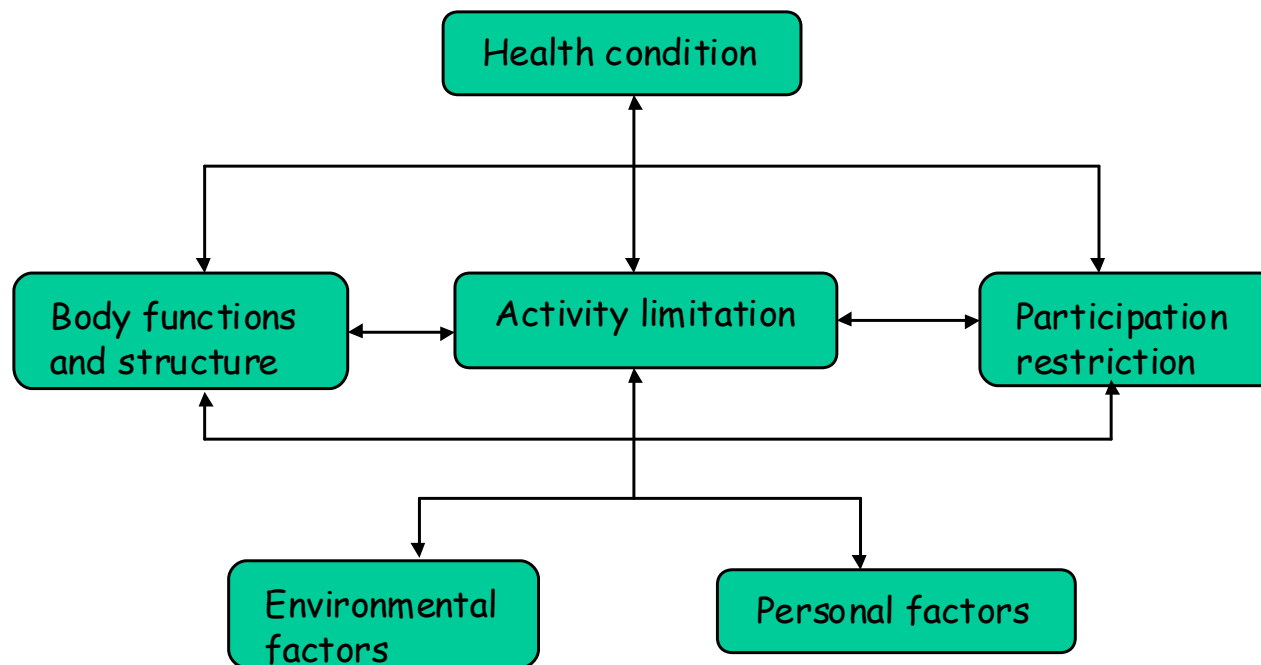 Health condition
Body functions
and structure
Activity limitation
Participation
restriction
Environmental
factors
Personal factors